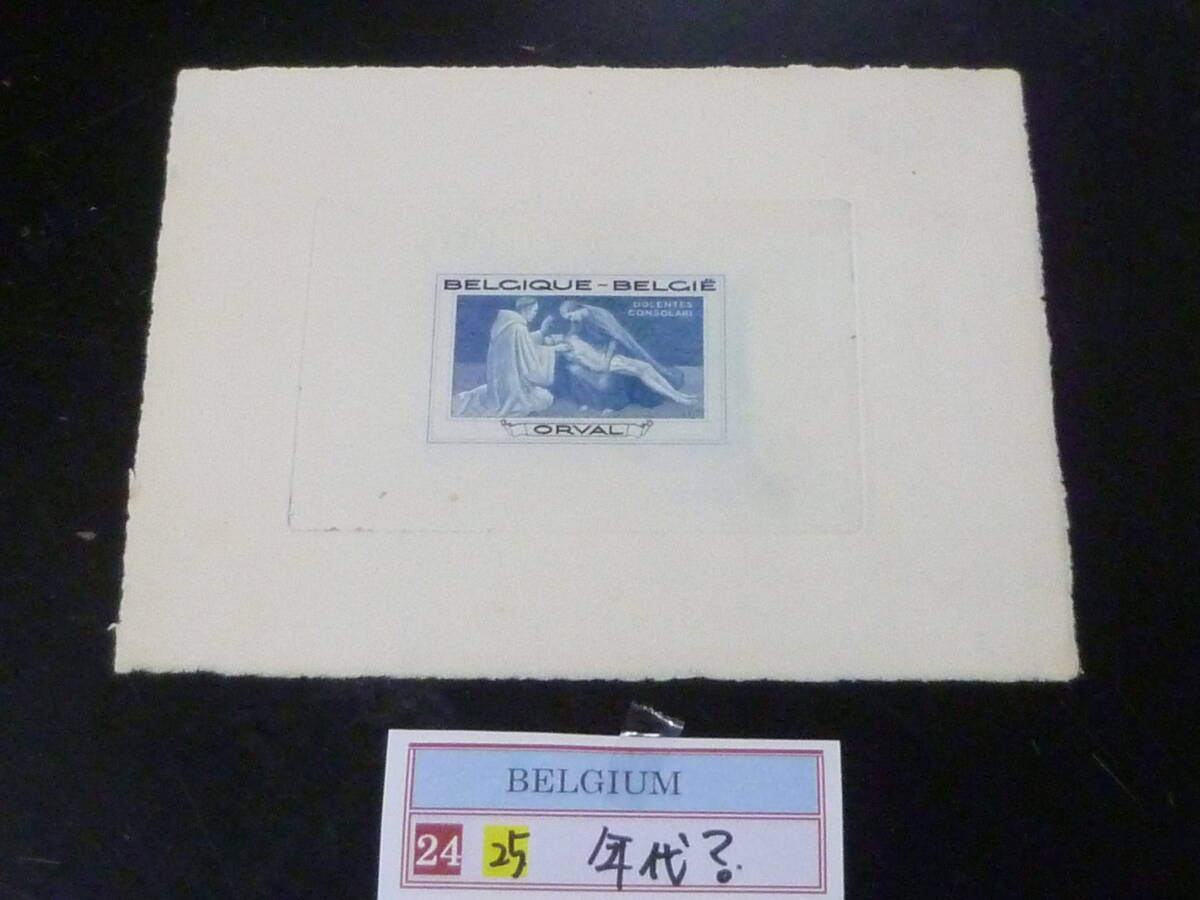 BELGIQUE - BELGIË
DOLENTES
CONSOLARI
ORVAL
BELGIUM
24 25 年代?